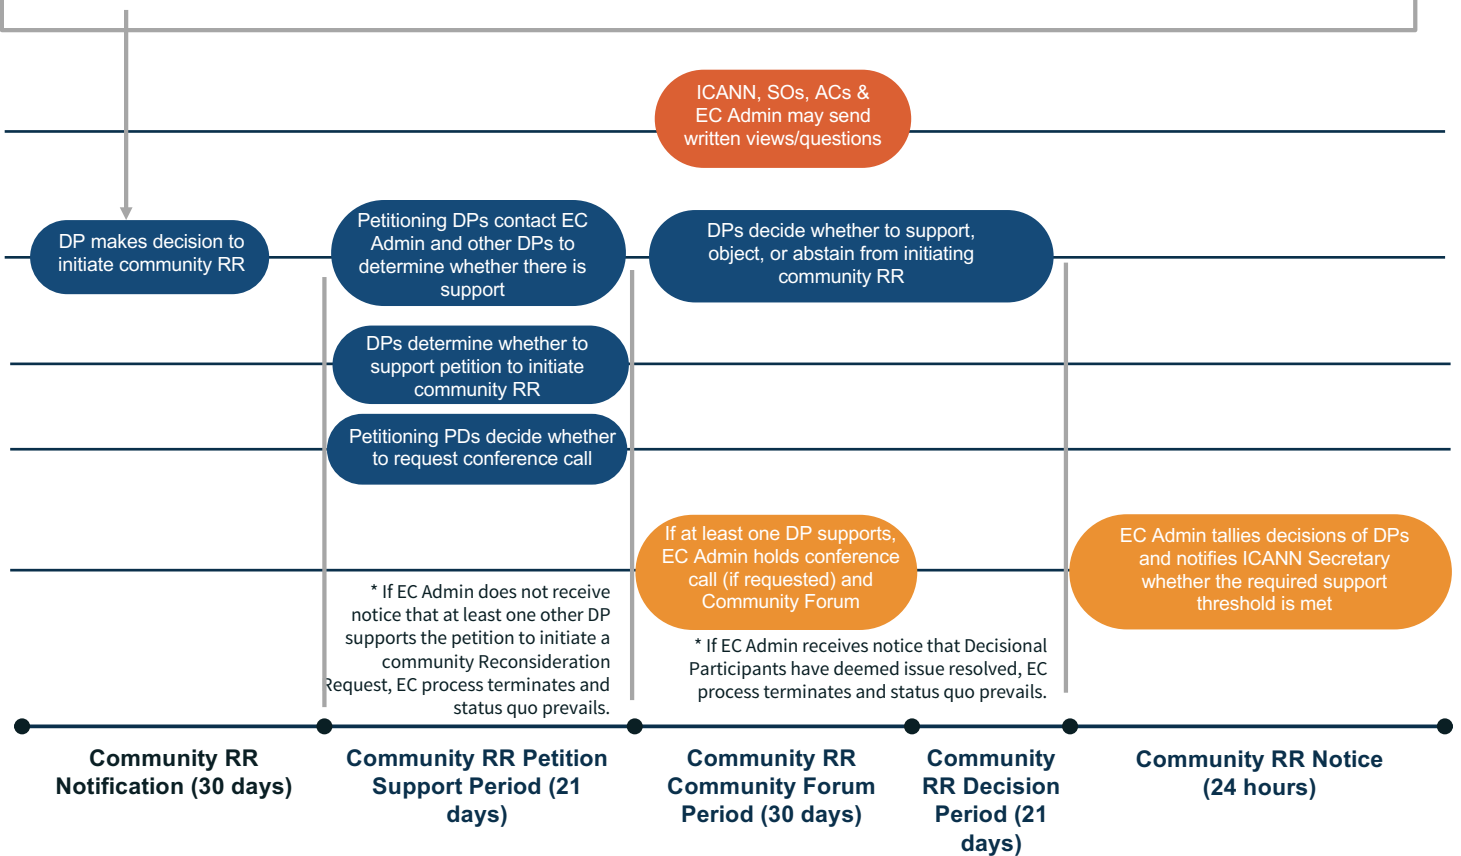 ICANN, SOs, ACs &
EC Admin may send
written views/questions
DP makes decision to
initiate community RR
Petitioning DPs contact EC
Admin and other DPs to
determine whether there is
support
DPs decide whether to support,
object, or abstain from initiating
community RR
DPs determine whether to
support petition to initiate
community RR
Petitioning PDs decide whether
to request conference call
If at least one DP supports,
EC Admin holds conference
call (if requested) and
Community Forum
EC Admin tallies decisions of DPs
and notifies ICANN Secretary
whether the required support
threshold is met
* If EC Admin does not receive
notice that at least one other DP
supports the petition to initiate a
community Reconsideration
Request, EC process terminates and
status quo prevails.
* If EC Admin receives notice that Decisional
Participants have deemed issue resolved, EC
process terminates and status quo prevails.
Community RR
Notification (30 days)
Community RR Petition
Support Period (21
days)
Community RR
Community Forum
Period (30 days)
Community
RR Decision
Period (21
days)
Community RR Notice
(24 hours)